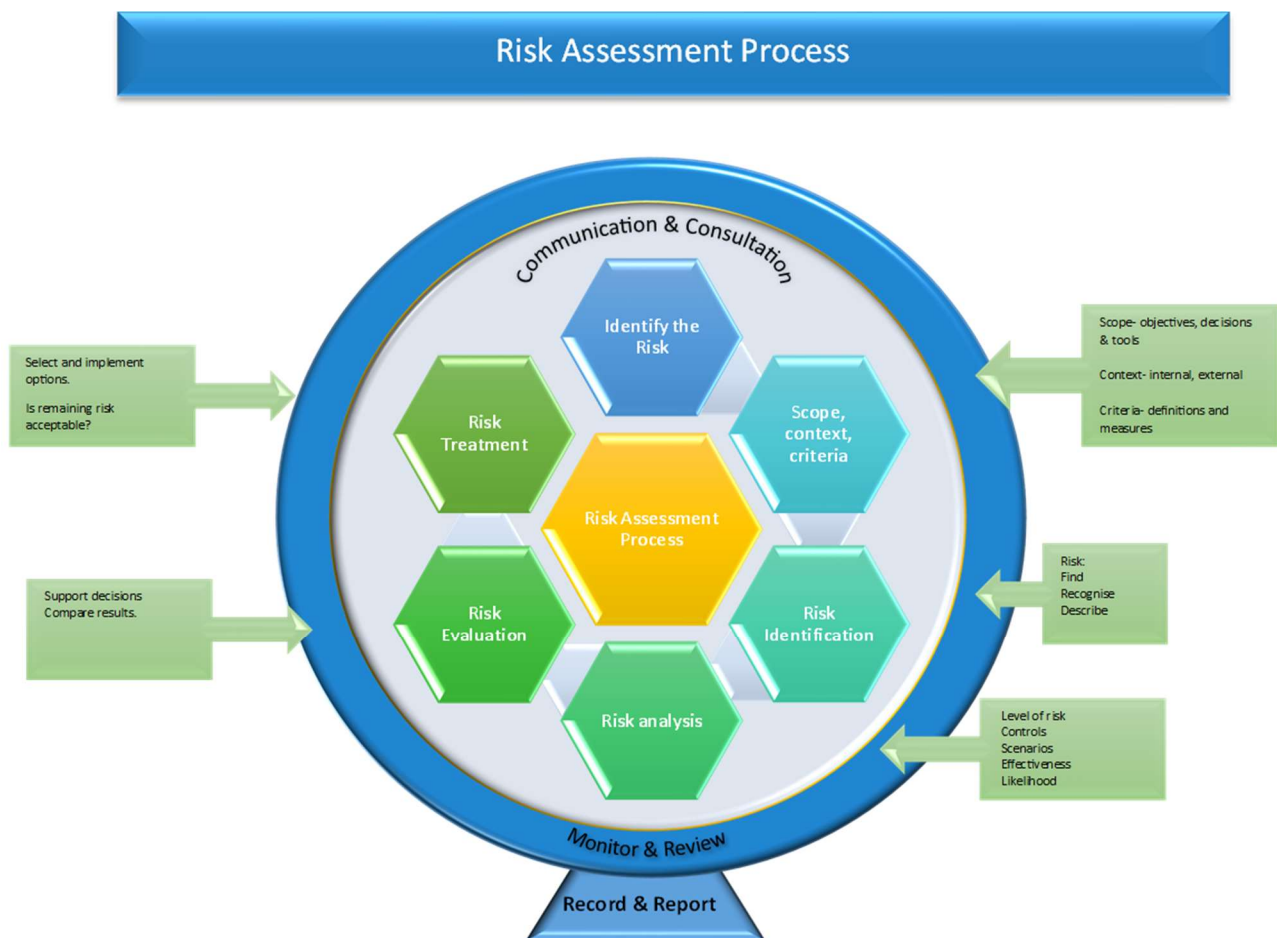 Risk Assessment Process
Communication & Consultation
Identify the
Risk
Scope,
context,
criteria
Risk
Identification
Risk analysis
Risk
Evaluation
Risk
Treatment
Risk Assessment
Process
Select and implement
options.
Is remaining risk
acceptable?
Support decisions
Compare results.
Scope- objectives, decisions
& tools
Context- internal, external
Criteria- definitions and
measures
Risk:
Find
Recognise
Describe
Level of risk
Controls
Scenarios
Effectiveness
Likelihood
Monitor & Review
Record & Report